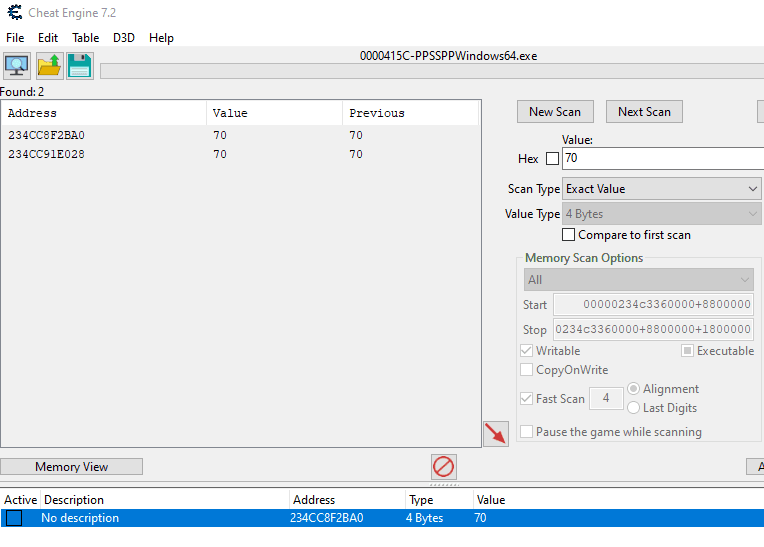 Cheat Engine 7.2
File Edit Table D3D Help
0000415C-PPSSPPWindows64.exe
Found: 2
Address Value Previous
234CC8F2BA0 70 70
234CC91E028 70 70
New Scan Next Scan
Value:
Hex 70
Scan Type Exact Value
Value Type 4 Bytes
Compare to first scan
Memory Scan Options
All
Start 00000234c3360000+8800000
Stop 0234c3360000+8800000+1800000
Writable Executable
CopyOnWrite
Fast Scan 4 Alignment
Last Digits
Pause the game while scanning
Memory View A
Active Description Address Type Value
No description 234CC8F2BA0 4 Bytes 70